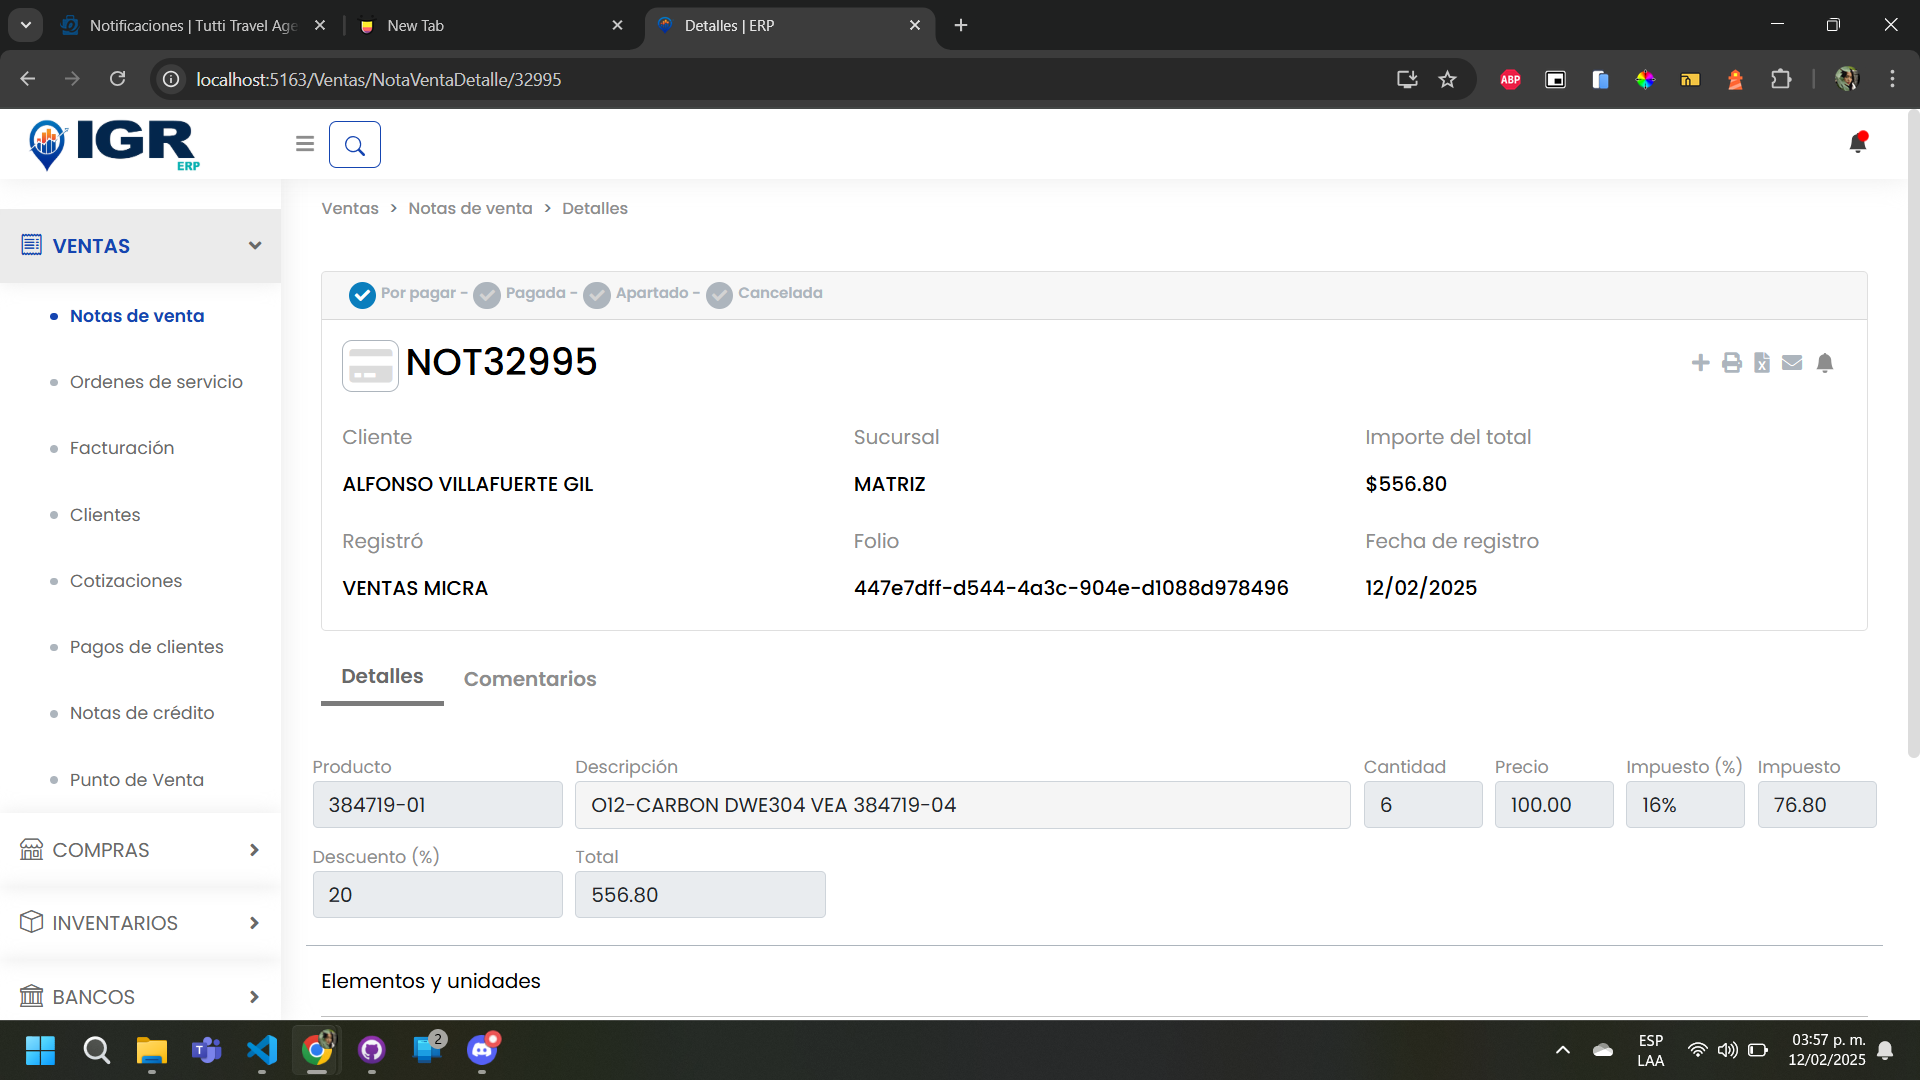 Notificaciones | Tutti Travel Age
New Tab
Detalles | ERP
localhost:5163/Ventas/NotaVentaDetalle/32995
ABP
IGR
ERP
Ventas > Notas de venta > Detalles
VENTAS
Notas de venta
Ordenes de servicio
Facturación
Clientes
Cotizaciones
Pagos de clientes
Notas de crédito
Punto de Venta
COMPRAS
INVENTARIOS
BANCOS
Por pagar - Pagada - Apartado - Cancelada
NOT32995
Cliente Sucursal Importe del total
ALFONSO VILLAFUERTE GIL MATRIZ $556.80
Registró Folio Fecha de registro
VENTAS MICRA 447e7dff-d544-4a3c-904e-d1088d978496 12/02/2025
Detalles Comentarios
Producto Descripción Cantidad Precio Impuesto (%) Impuesto
384719-01 O12-CARBON DWE304 VEA 384719-04 6 100.00 16% 76.80
Descuento (%) Total
20 556.80
Elementos y unidades
2
ESP
LAA
03:57 p. m.
12/02/2025